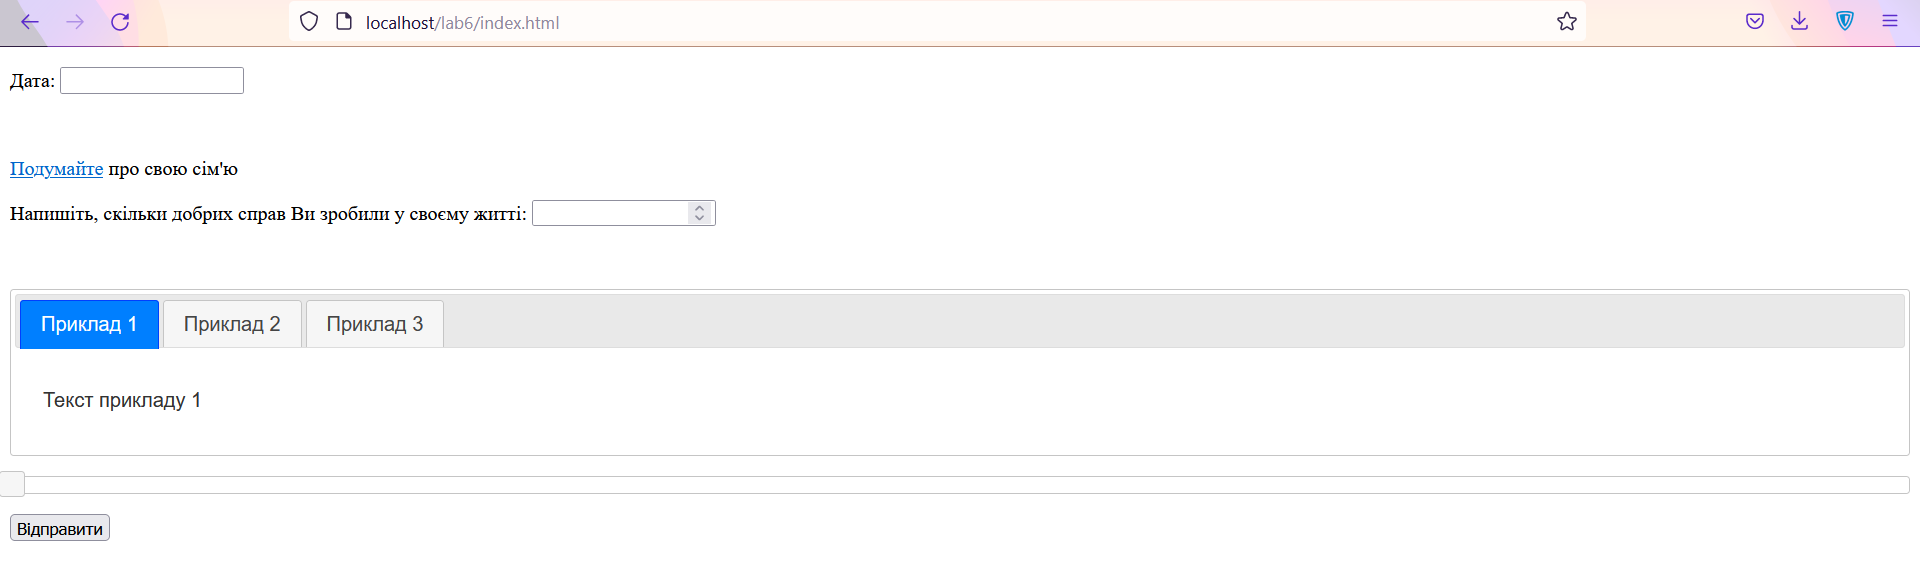 localhost/lab6/index.html
Дата:
Подумайте про свою сім'ю
Напишіть, скільки добрих справ Ви зробили у своєму житті:
Приклад 1 Приклад 2 Приклад 3
Текст прикладу 1
Відправити